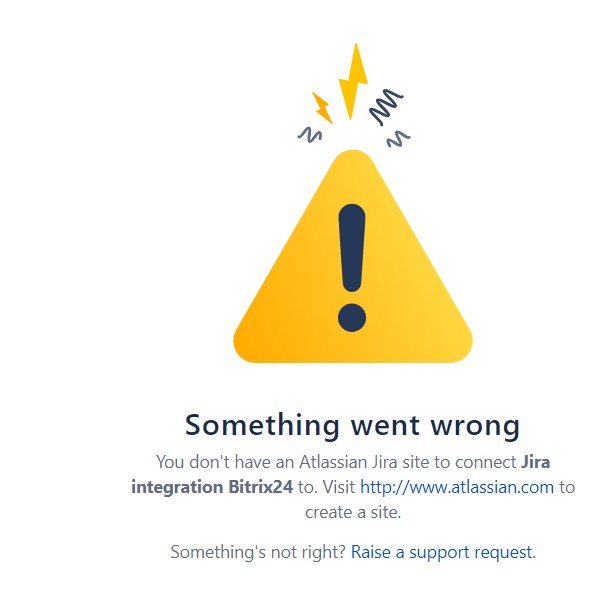 Something went wrong
You don't have an Atlassian Jira site to connect Jira
integration Bitrix24 to. Visit http://www.atlassian.com to
create a site.
Something's not right? Raise a support request.